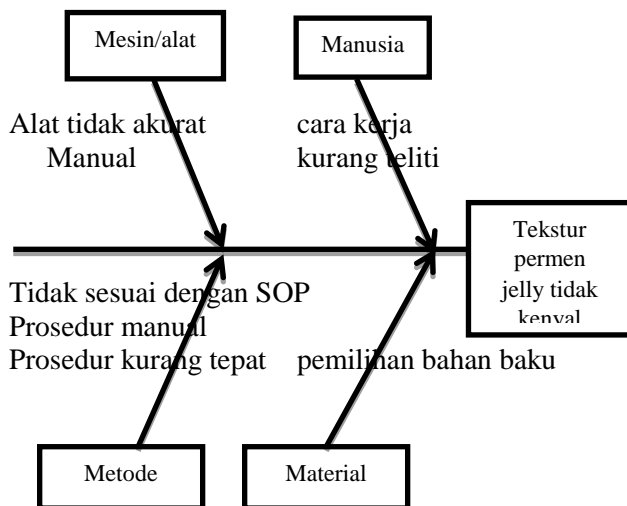 Mesin/alat
Manusia
Alat tidak akurat
Manual
cara kerja
kurang teliti
Tekstur
permen
jelly tidak
kenyal
Tidak sesuai dengan SOP
Prosedur manual
Prosedur kurang tepat
pemilihan bahan baku
Metode
Material